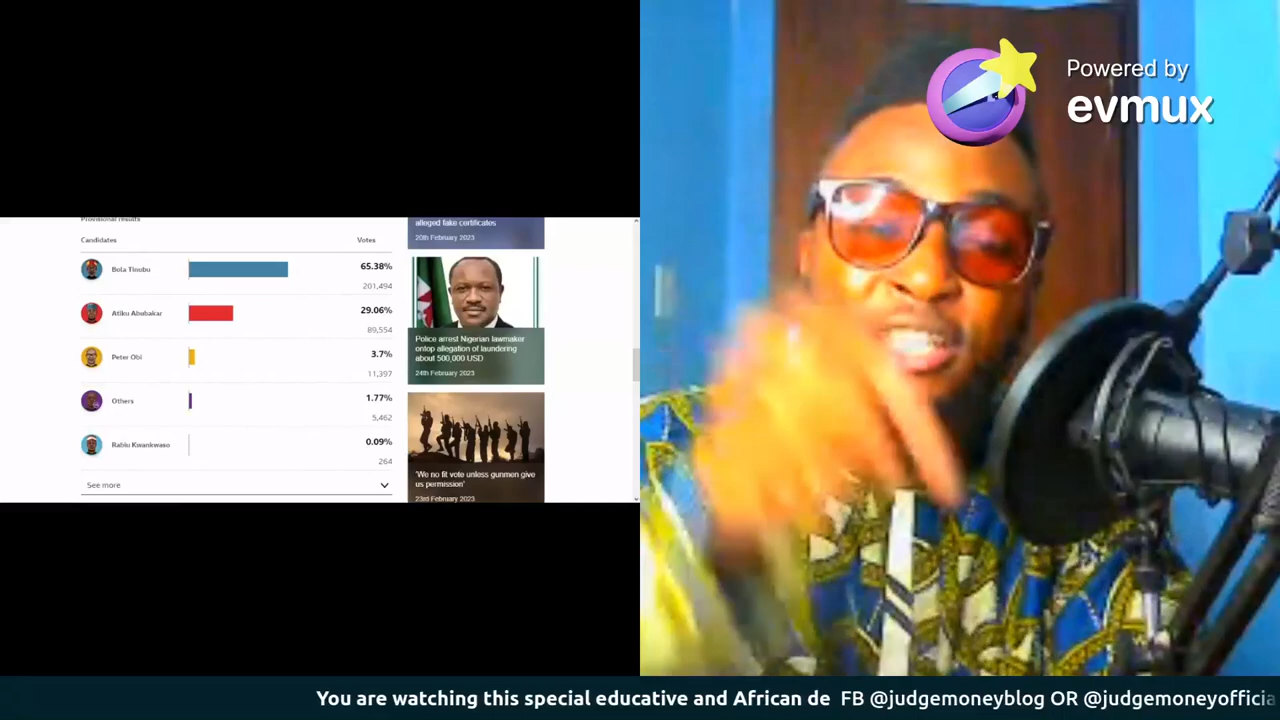 Provisional results
Candidates Votes
Bola Tinubu 65.38%
201,494
Atiku Abubakar 29.06%
89,554
Peter Obi 3.7%
11,397
Others 1.77%
5,462
Rabiu Kwankwaso 0.09%
264
See more
alleged fake certificates
20th February 2023
Police arrest Nigerian lawmaker
ontop allegation of laundering
about 500,000 USD
24th February 2023
'We no fit vote unless gunmen give
us permission'
23rd February 2023
Powered by
evmux
You are watching this special educative and African de FB @judgemoneyblog OR @judgemoneyofficia